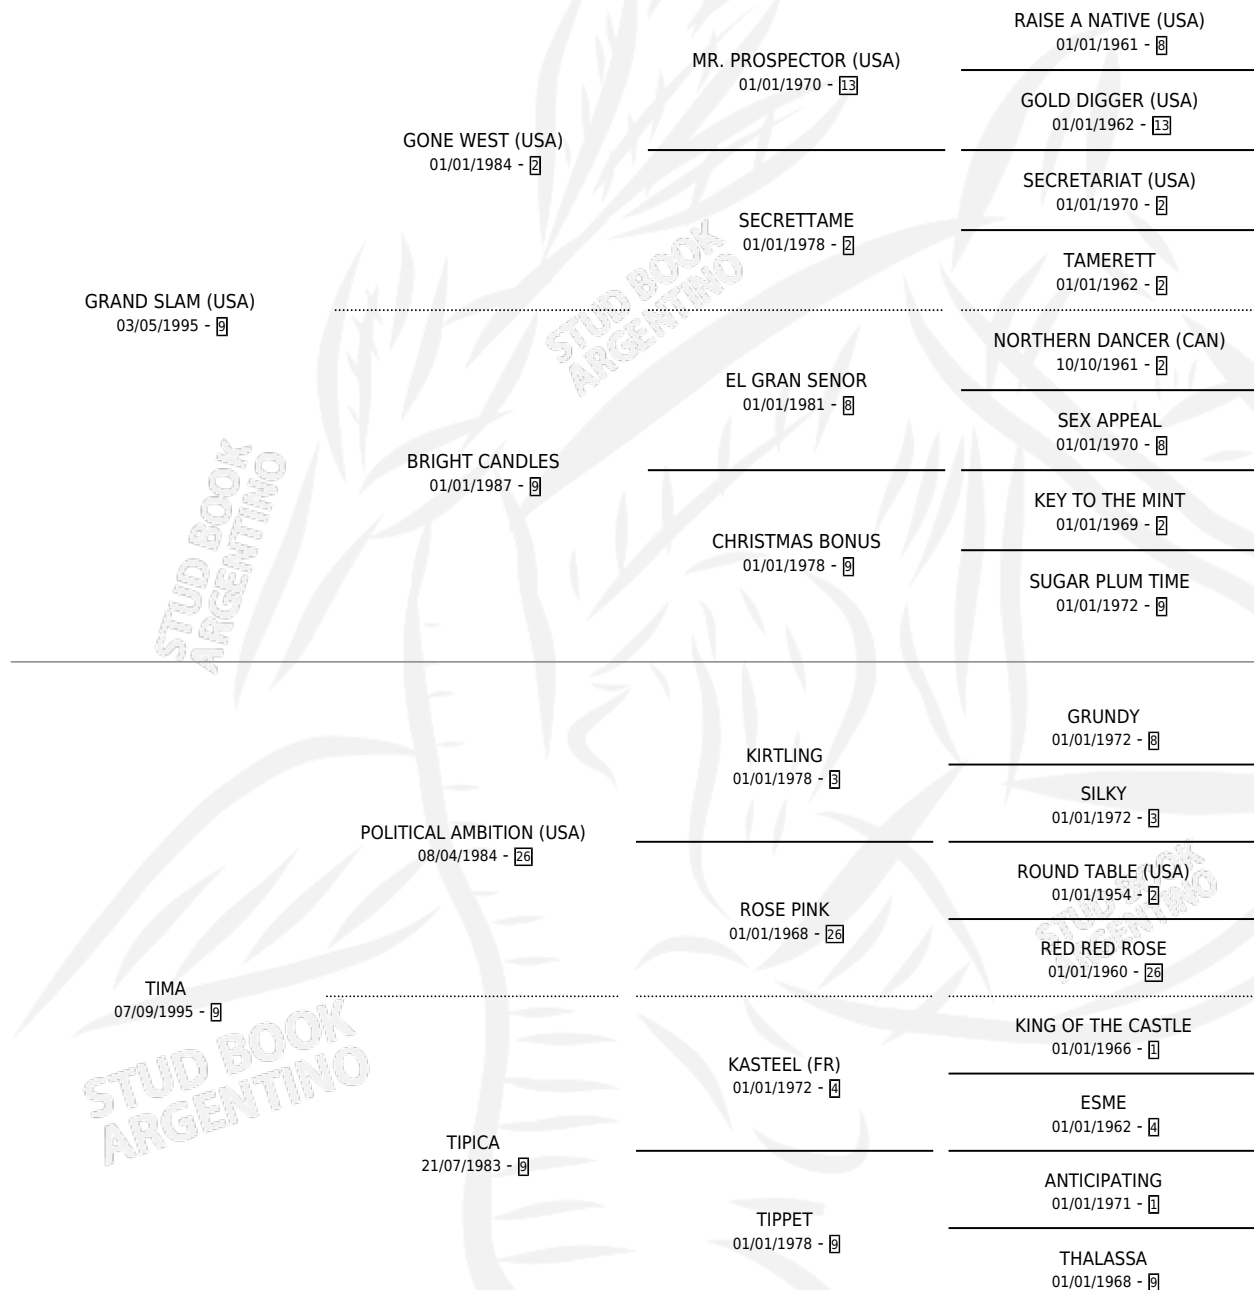 RAISE A NATIVE (USA)
01/01/1961 - 8
MR. PROSPECTOR (USA)
01/01/1970 - 13
GOLD DIGGER (USA)
01/01/1962 - 13
GONE WEST (USA)
01/01/1984 - 2
SECRETARIAT (USA)
01/01/1970 - 2
SECRETTAME
01/01/1978 - 2
TAMERETT
01/01/1962 - 2
GRAND SLAM (USA)
03/05/1995 - 9
NORTHERN DANCER (CAN)
10/10/1961 - 2
EL GRAN SENOR
01/01/1981 - 8
SEX APPEAL
01/01/1970 - 8
BRIGHT CANDLES
01/01/1987 - 9
KEY TO THE MINT
01/01/1969 - 2
CHRISTMAS BONUS
01/01/1978 - 9
SUGAR PLUM TIME
01/01/1972 - 9
GRUNDY
01/01/1972 - 8
KIRTLING
01/01/1978 - 3
SILKY
01/01/1972 - 3
POLITICAL AMBITION (USA)
08/04/1984 - 26
ROUND TABLE (USA)
01/01/1954 - 2
ROSE PINK
01/01/1968 - 26
RED RED ROSE
01/01/1960 - 26
TIMA
07/09/1995 - 9
KING OF THE CASTLE
01/01/1966 - 1
KASTEEL (FR)
01/01/1972 - 4
ESME
01/01/1962 - 4
TIPICA
21/07/1983 - 9
ANTICIPATING
01/01/1971 - 1
TIPPET
01/01/1978 - 9
THALASSA
01/01/1968 - 9
STUD BOOK
ARGENTINO
STUD BOOK
ARGENTINO
STUD BOOK
ARGENTINO
STUD BOOK
ARGENTINO